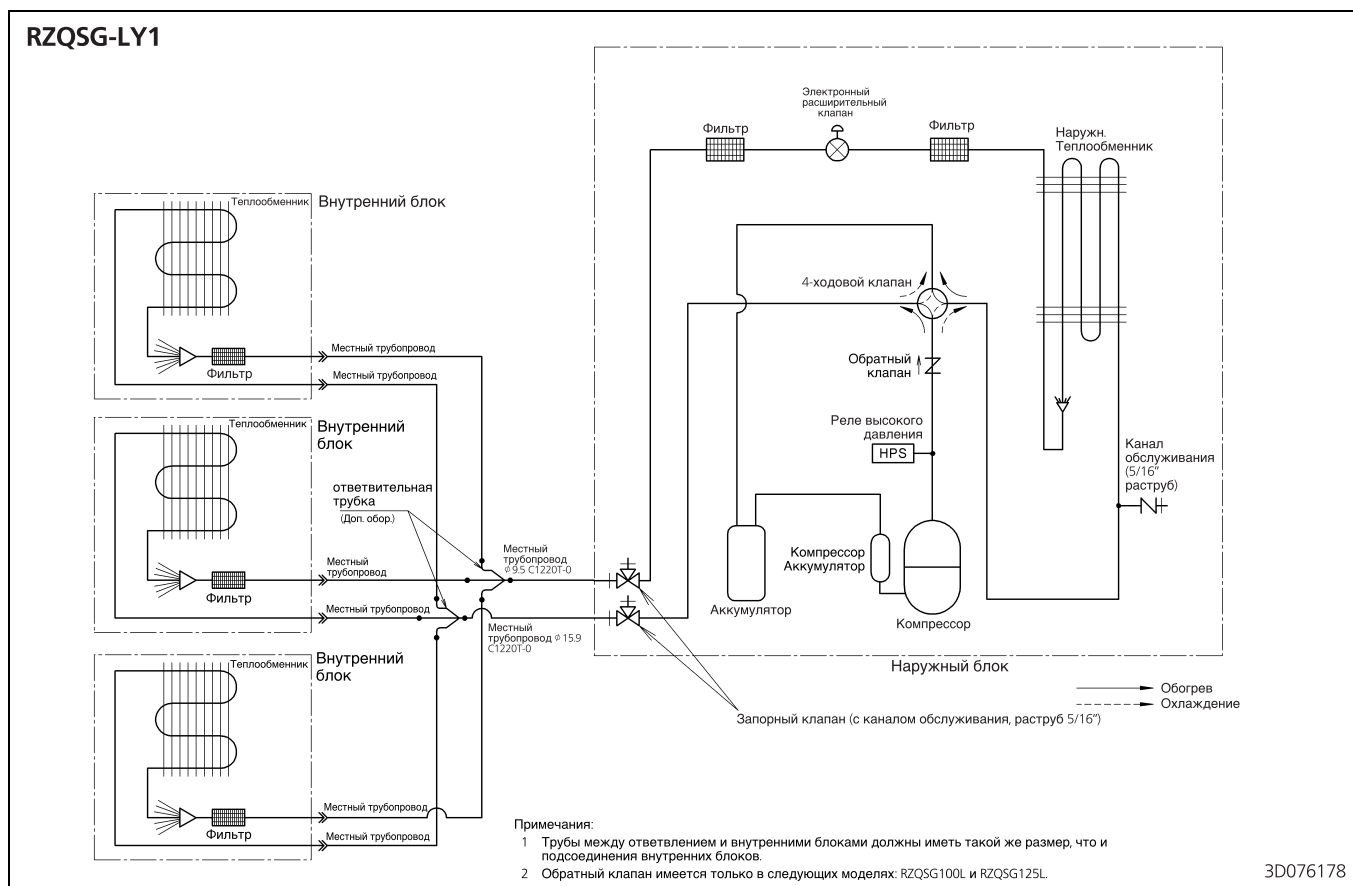 RZQSG-LY1
Электронный
расширительный
клапан
Фильтр
Фильтр
Наружн.
Теплообменник
Теплообменник
Внутренний блок
4-ходовой клапан
Обратный
клапан
Фильтр
Местный трубопровод
Местный трубопровод
Реле высокого
давления
HPS
Канал
обслуживания
(5/16"
раструб)
Теплообменник
Внутренний
блок
ответвительная
трубка
(Доп. обор.)
Местный
трубопровод
ϕ 9.5 C1220T-0
Компрессор
Аккумулятор
Местный
трубопровод
Фильтр
Местный трубопровод
Аккумулятор
Компрессор
Местный
трубопровод ϕ 15.9
C1220T-0
Теплообменник
Внутренний
блок
Наружный блок
Обогрев
Охлаждение
Запорный клапан (с каналом обслуживания, раструб 5/16")
Местный трубопровод
Фильтр
Местный трубопровод
Примечания:
1 Трубы между ответвлением и внутренними блоками должны иметь такой же размер, что и
подсоединения внутренних блоков.
2 Обратный клапан имеется только в следующих моделях: RZQSG100L и RZQSG125L.
3D076178